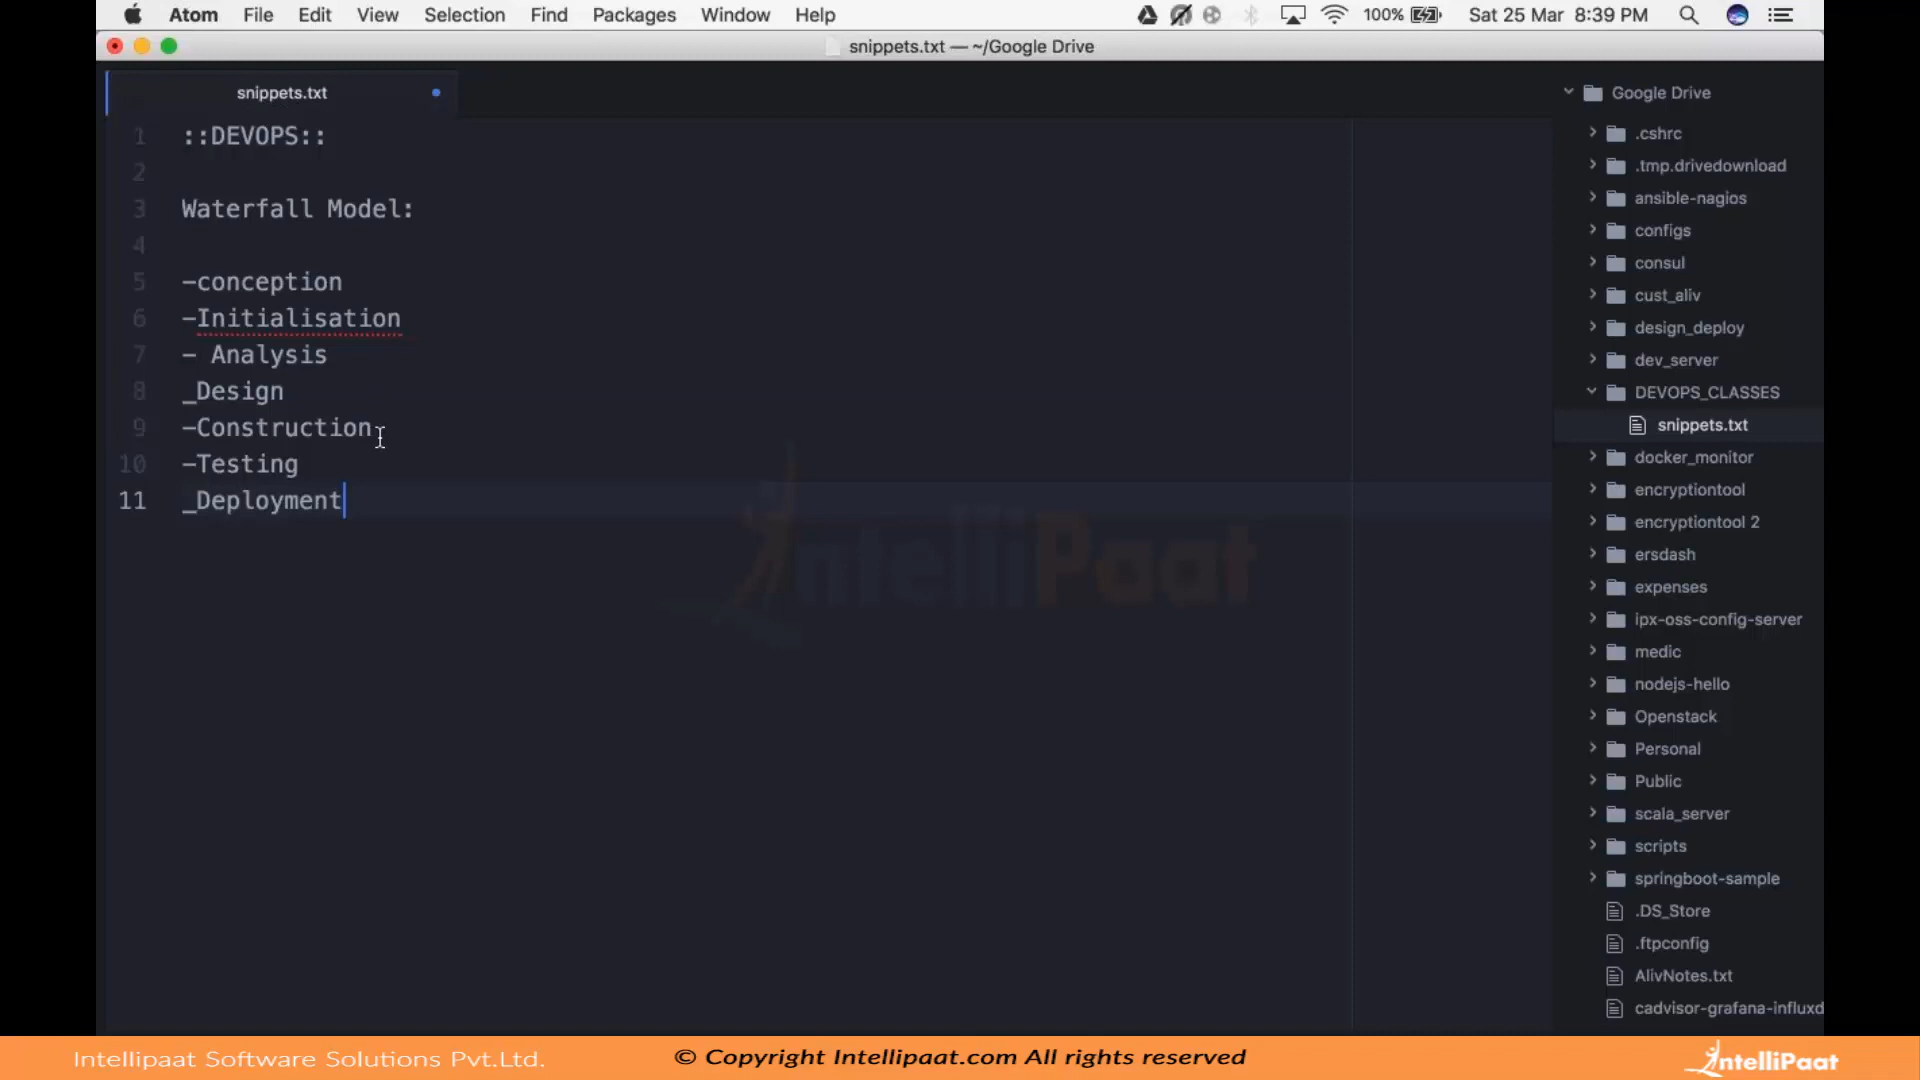 Atom File Edit View Selection Find Packages Window Help 100% Sat 25 Mar 8:39 PM
snippets.txt — ~/Google Drive
snippets.txt
1 ::DEVOPS::
2
3 Waterfall Model:
4
5 -conception
6 -Initialisation
7 - Analysis
8 _Design
9 -Construction
10 -Testing
11 _Deployment
Google Drive
.cshrc
.tmp.drivedownload
ansible-nagios
configs
consul
cust_aliv
design_deploy
dev_server
DEVOPS_CLASSES
snippets.txt
docker_monitor
encryptiontool
encryptiontool 2
ersdash
expenses
ipx-oss-config-server
medic
nodejs-hello
Openstack
Personal
Public
scala_server
scripts
springboot-sample
.DS_Store
.ftpconfig
AlivNotes.txt
cadvisor-grafana-influxd
IntelliPaat
Intellipaat Software Solutions Pvt.Ltd. © Copyright Intellipaat.com All rights reserved IntelliPaat